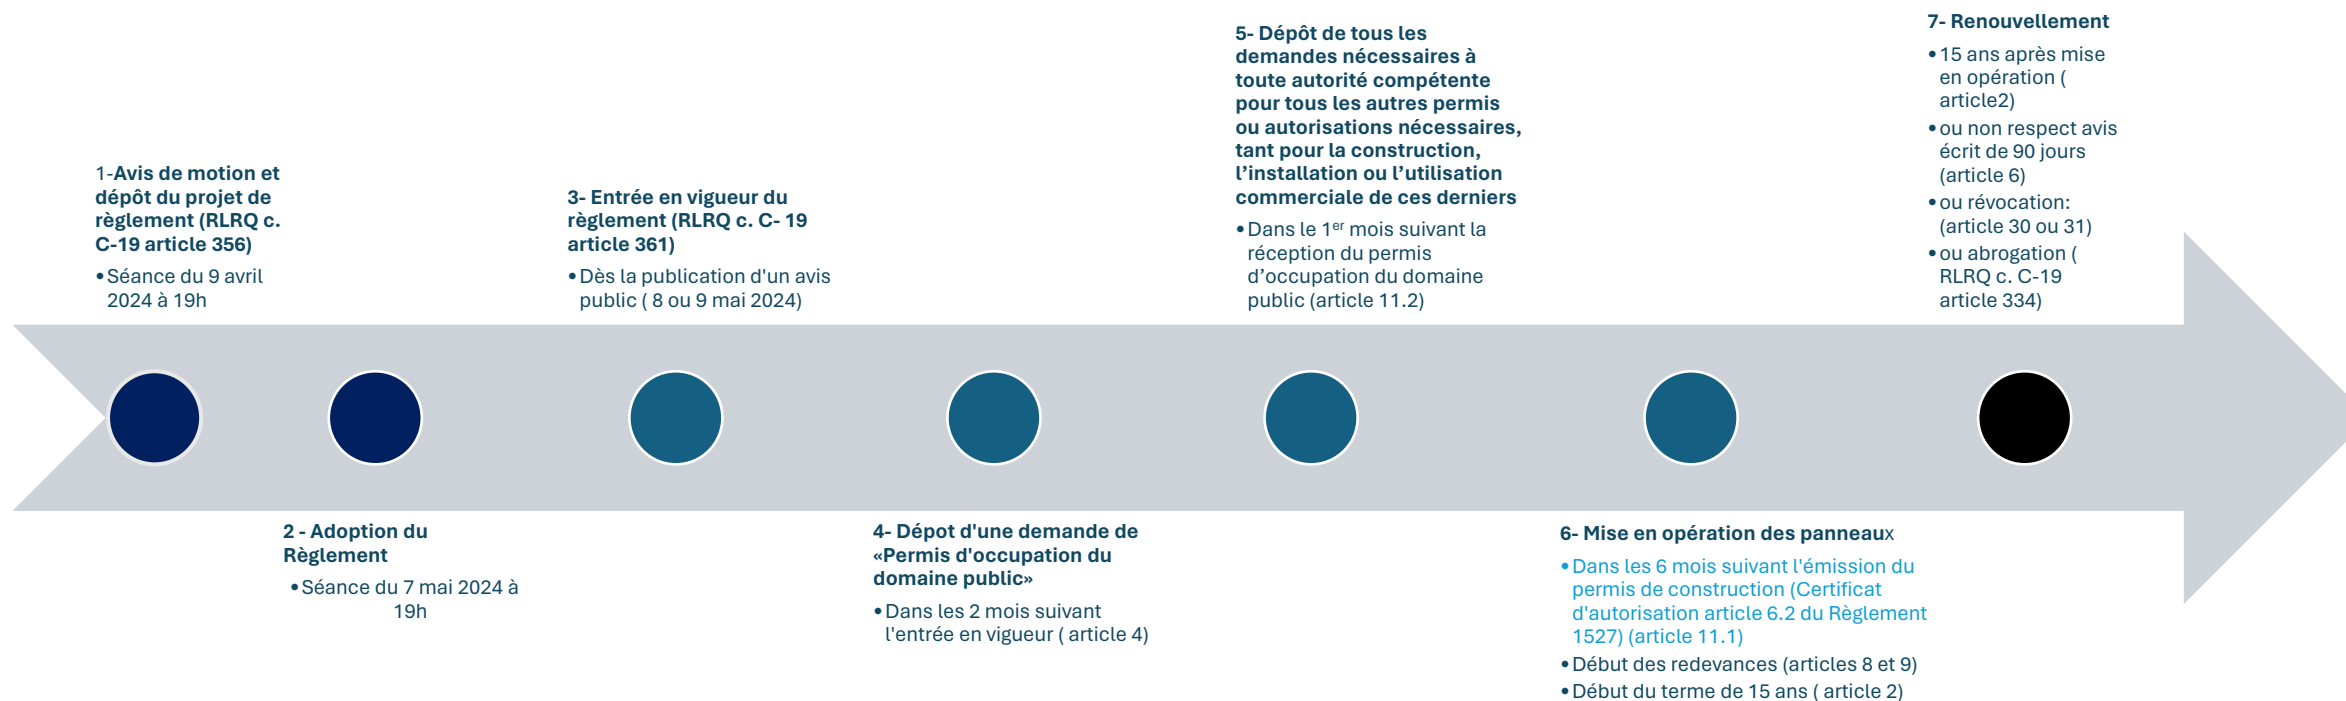 1-Avis de motion et
dépôt du projet de
règlement (RLRQ c.
C-19 article 356)
•Séance du 9 avril
2024 à 19h
2 - Adoption du
Règlement
•Séance du 7 mai 2024 à
19h
3- Entrée en vigueur du
règlement (RLRQ c. C- 19
article 361)
•Dès la publication d'un avis
public ( 8 ou 9 mai 2024)
4- Dépot d'une demande de
«Permis d'occupation du
domaine public»
•Dans les 2 mois suivant
l'entrée en vigueur ( article 4)
5- Dépôt de tous les
demandes nécessaires à
toute autorité compétente
pour tous les autres permis
ou autorisations nécessaires,
tant pour la construction,
l’installation ou l’utilisation
commerciale de ces derniers
•Dans le 1er mois suivant la
réception du permis
d’occupation du domaine
public (article 11.2)
6- Mise en opération des panneaux
•Dans les 6 mois suivant l'émission du
permis de construction (Certificat
d'autorisation article 6.2 du Règlement
1527) (article 11.1)
•Début des redevances (articles 8 et 9)
•Début du terme de 15 ans ( article 2)
7- Renouvellement
•15 ans après mise
en opération (
article2)
•ou non respect avis
écrit de 90 jours
(article 6)
•ou révocation:
(article 30 ou 31)
•ou abrogation (
RLRQ c. C-19
article 334)